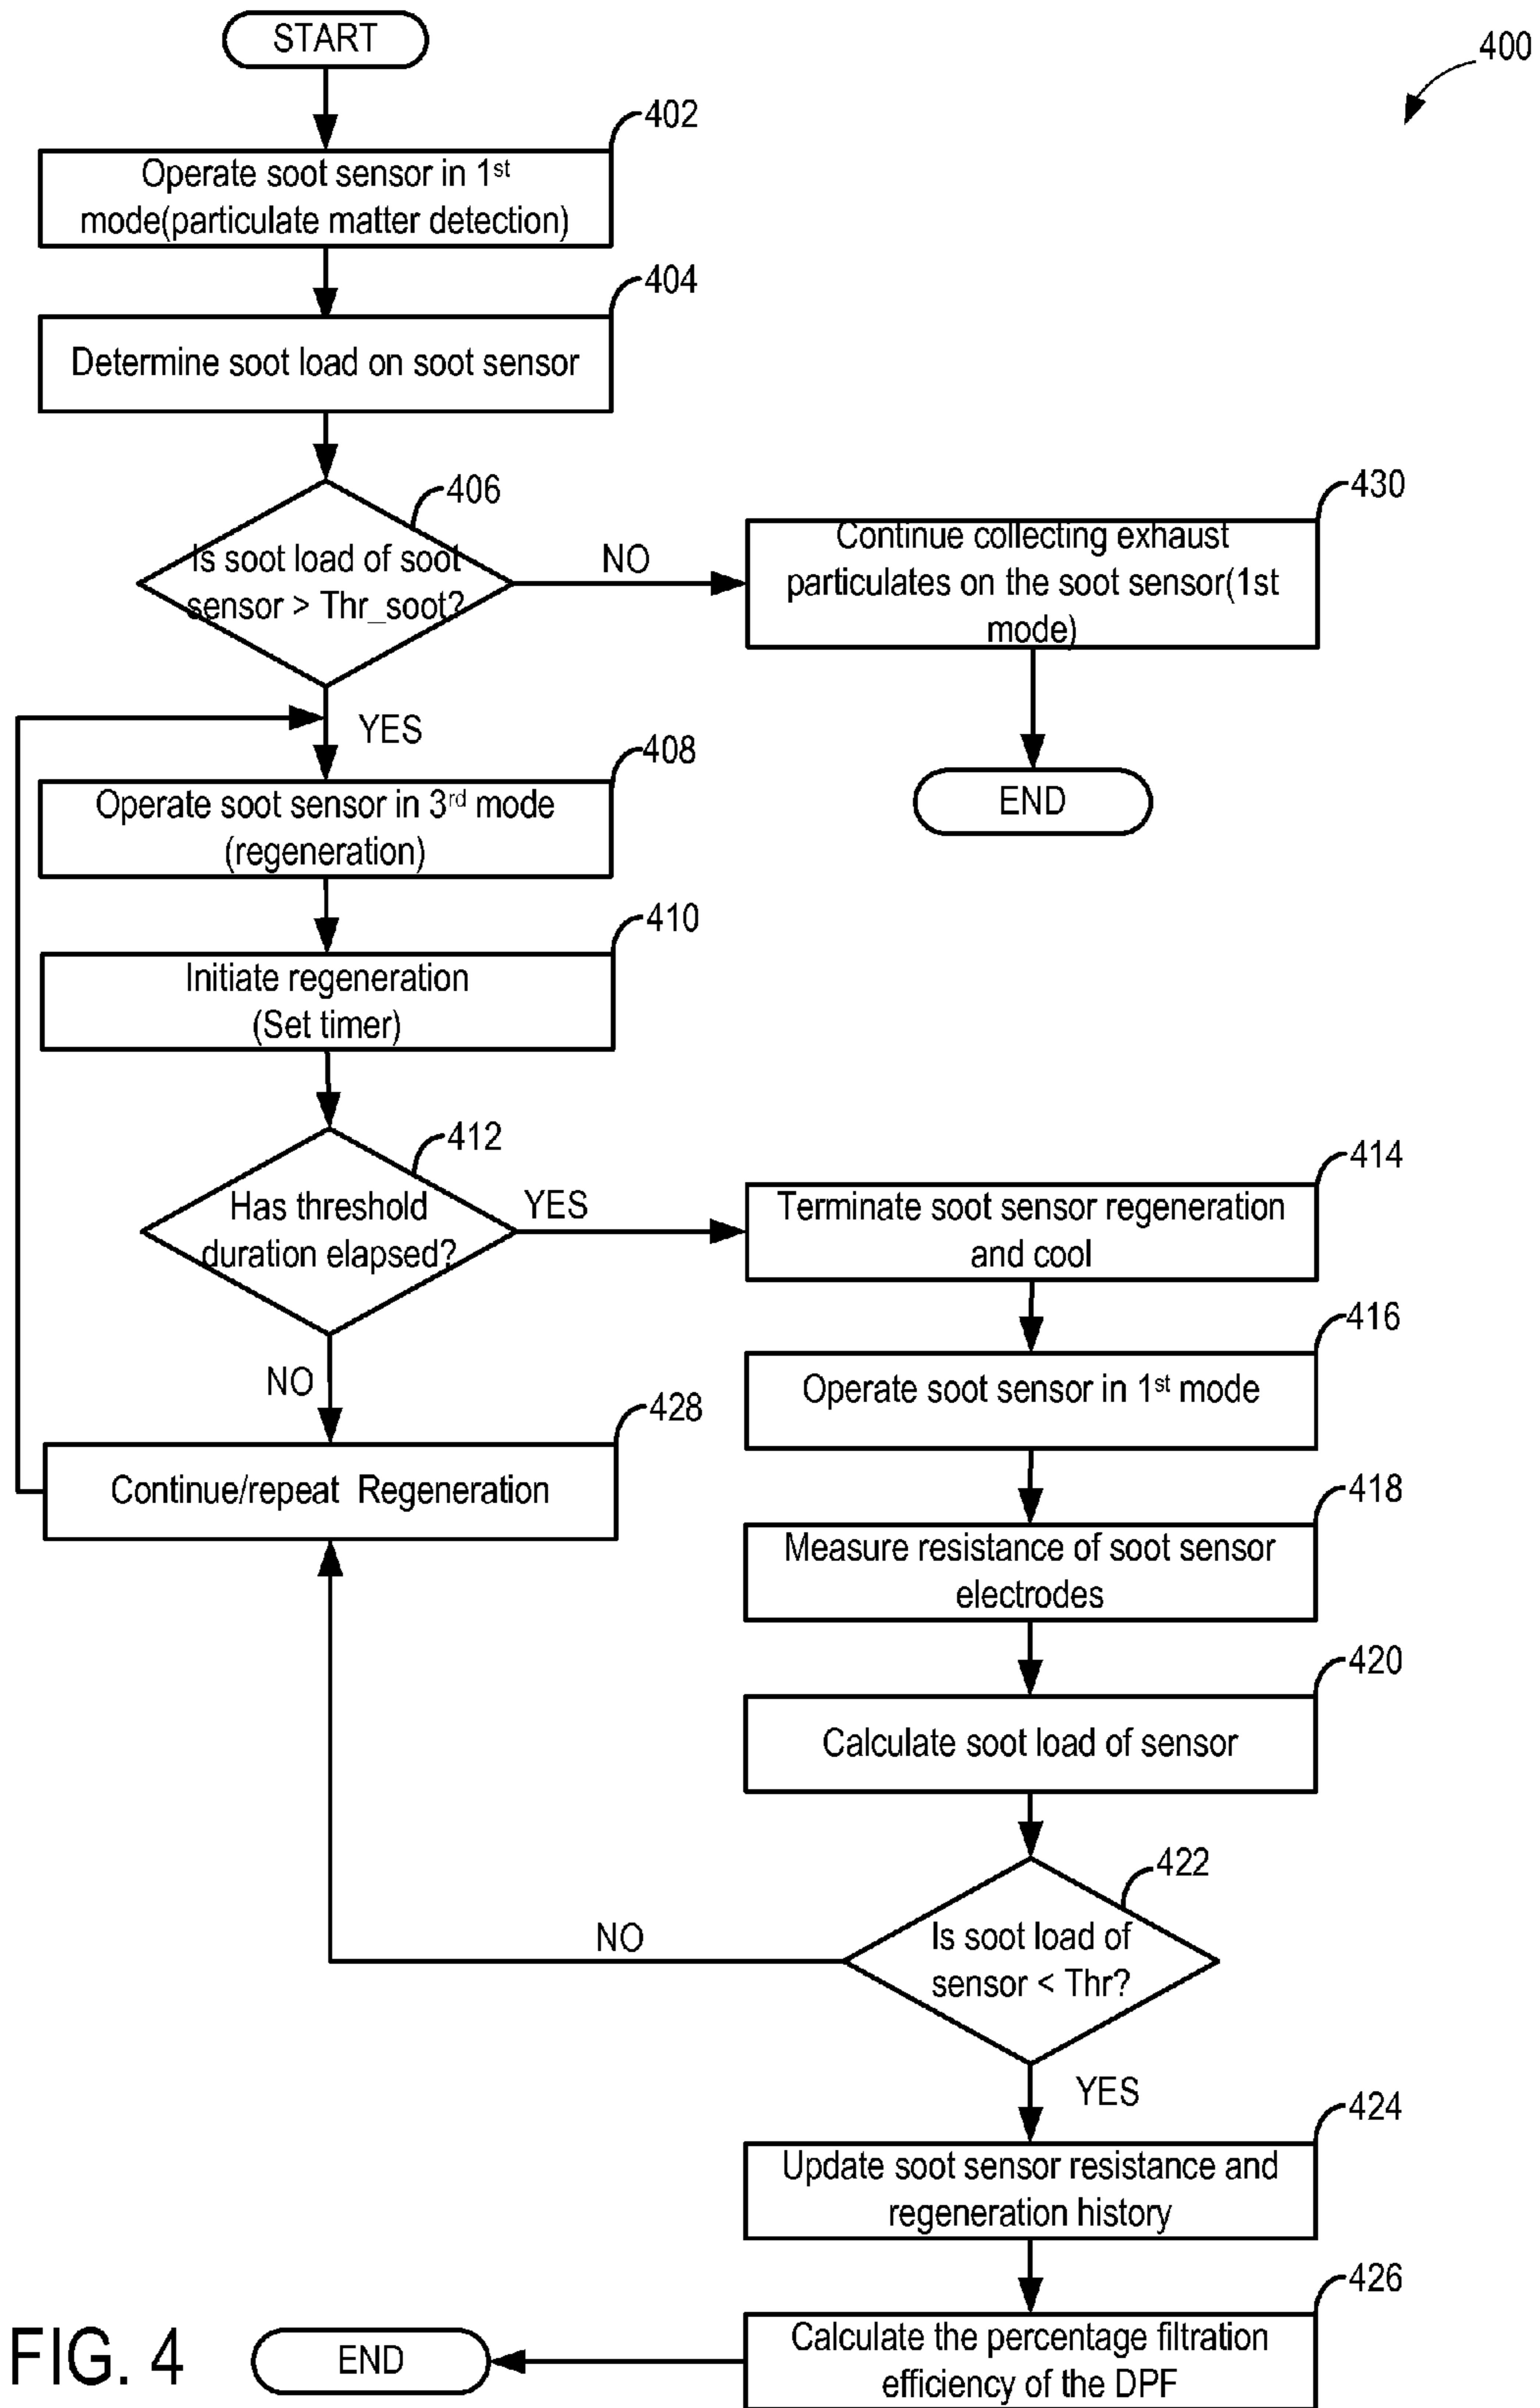 START
400
402
Operate soot sensor in 1st
mode(particulate matter detection)
404
Determine soot load on soot sensor
406
Is soot load of soot
sensor > Thr_soot?
NO
430
Continue collecting exhaust
particulates on the soot sensor(1st
mode)
END
YES
408
Operate soot sensor in 3rd mode
(regeneration)
410
Initiate regeneration
(Set timer)
412
Has threshold
duration elapsed?
YES
414
Terminate soot sensor regeneration
and cool
416
Operate soot sensor in 1st mode
NO
428
Continue/repeat Regeneration
418
Measure resistance of soot sensor
electrodes
420
Calculate soot load of sensor
422
Is soot load of
sensor < Thr?
NO
YES
424
Update soot sensor resistance and
regeneration history
426
Calculate the percentage filtration
efficiency of the DPF
END
FIG. 4